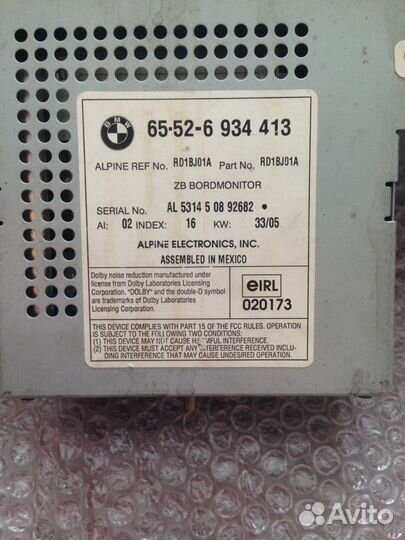 BMW
65-52-6 934 413
ALPINE REF No. RD1BJ01A Part No. RD1BJ01A
ZB BORDMONITOR
SERIAL No. AL 5314 5 08 92682
AI: 02 INDEX: 16 KW: 33/05
ALPINE ELECTRONICS, INC.
ASSEMBLED IN MEXICO
Dolby noise reduction manufactured under
license from Dolby Laboratories Licensing
Corporation. "DOLBY" and the double-D symbol
are trademarks of Dolby Laboratories
Licensing Corporation.
eIRL
020173
THIS DEVICE COMPLIES WITH PART 15 OF THE FCC RULES. OPERATION
IS SUBJECT TO THE FOLLOWING TWO CONDITIONS:
(1) THIS DEVICE MAY NOT CAUSE HARMFUL INTERFERENCE.
(2) THIS DEVICE MUST ACCEPT ANY INTERFERENCE RECEIVED INCLU-
DING INTERFERENCE THAT MAY CAUSE UNDESIRED OPERATION.
Avito